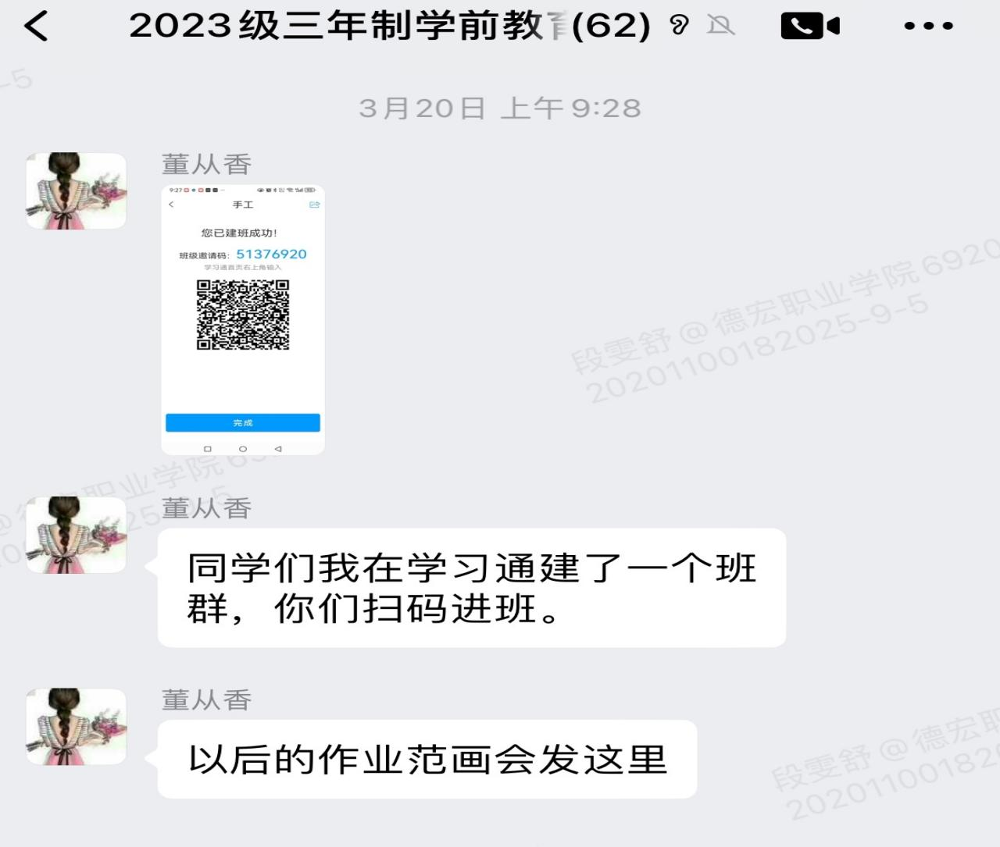 2023级三年制学前教育(62)
3月20日 上午9:28
董从香
9:27
手工
您已建班成功!
班级邀请码: 51376920
学习通首页右上角输入
完成
段雯舒@德宏职业学院6920
2020110018 2025-9-5
董从香
同学们我在学习通建了一个班
群，你们扫码进班。
董从香
以后的作业范画会发这里
段雯舒@德宏职
20201100182